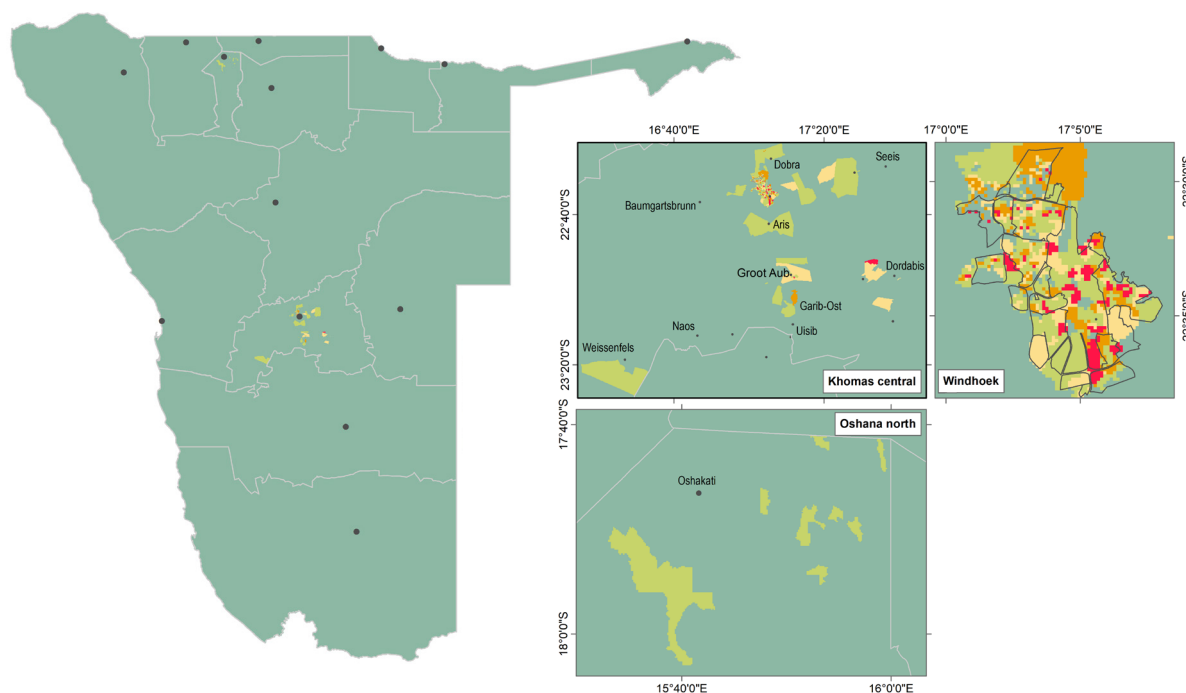 16°40'0"E
17°20'0"E
17°0'0"E
17°5'0"E
Dobra
Seeis
Baumgartsbrunn
22°40'0"S
Aris
Groot Aub
Dordabis
Garib-Ost
Naos
Uisib
Weissenfels
23°20'0"S
Khomas central
Windhoek
17°40'0"S
Oshana north
Oshakati
18°0'0"S
15°40'0"E
16°0'0"E